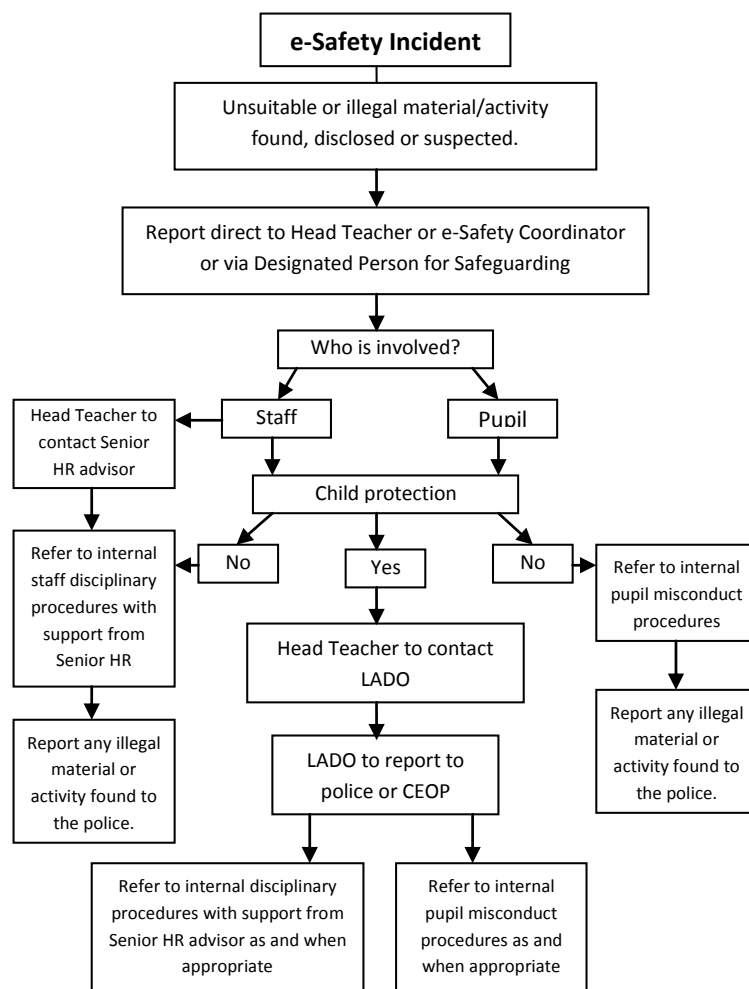 e-Safety Incident
Unsuitable or illegal material/activity
found, disclosed or suspected.
Report direct to Head Teacher or e-Safety Coordinator
or via Designated Person for Safeguarding
Who is involved?
Head Teacher to
contact Senior
HR advisor
Staff
Pupil
Child protection
Refer to internal
staff disciplinary
procedures with
support from
Senior HR
No
Yes
No
Refer to internal
pupil misconduct
procedures
Head Teacher to contact
LADO
Report any illegal
material or
activity found to
the police.
Report any illegal
material or
activity found to
the police.
LADO to report to
police or CEOP
Refer to internal disciplinary
procedures with support from
Senior HR advisor as and when
appropriate
Refer to internal
pupil misconduct
procedures as and
when appropriate